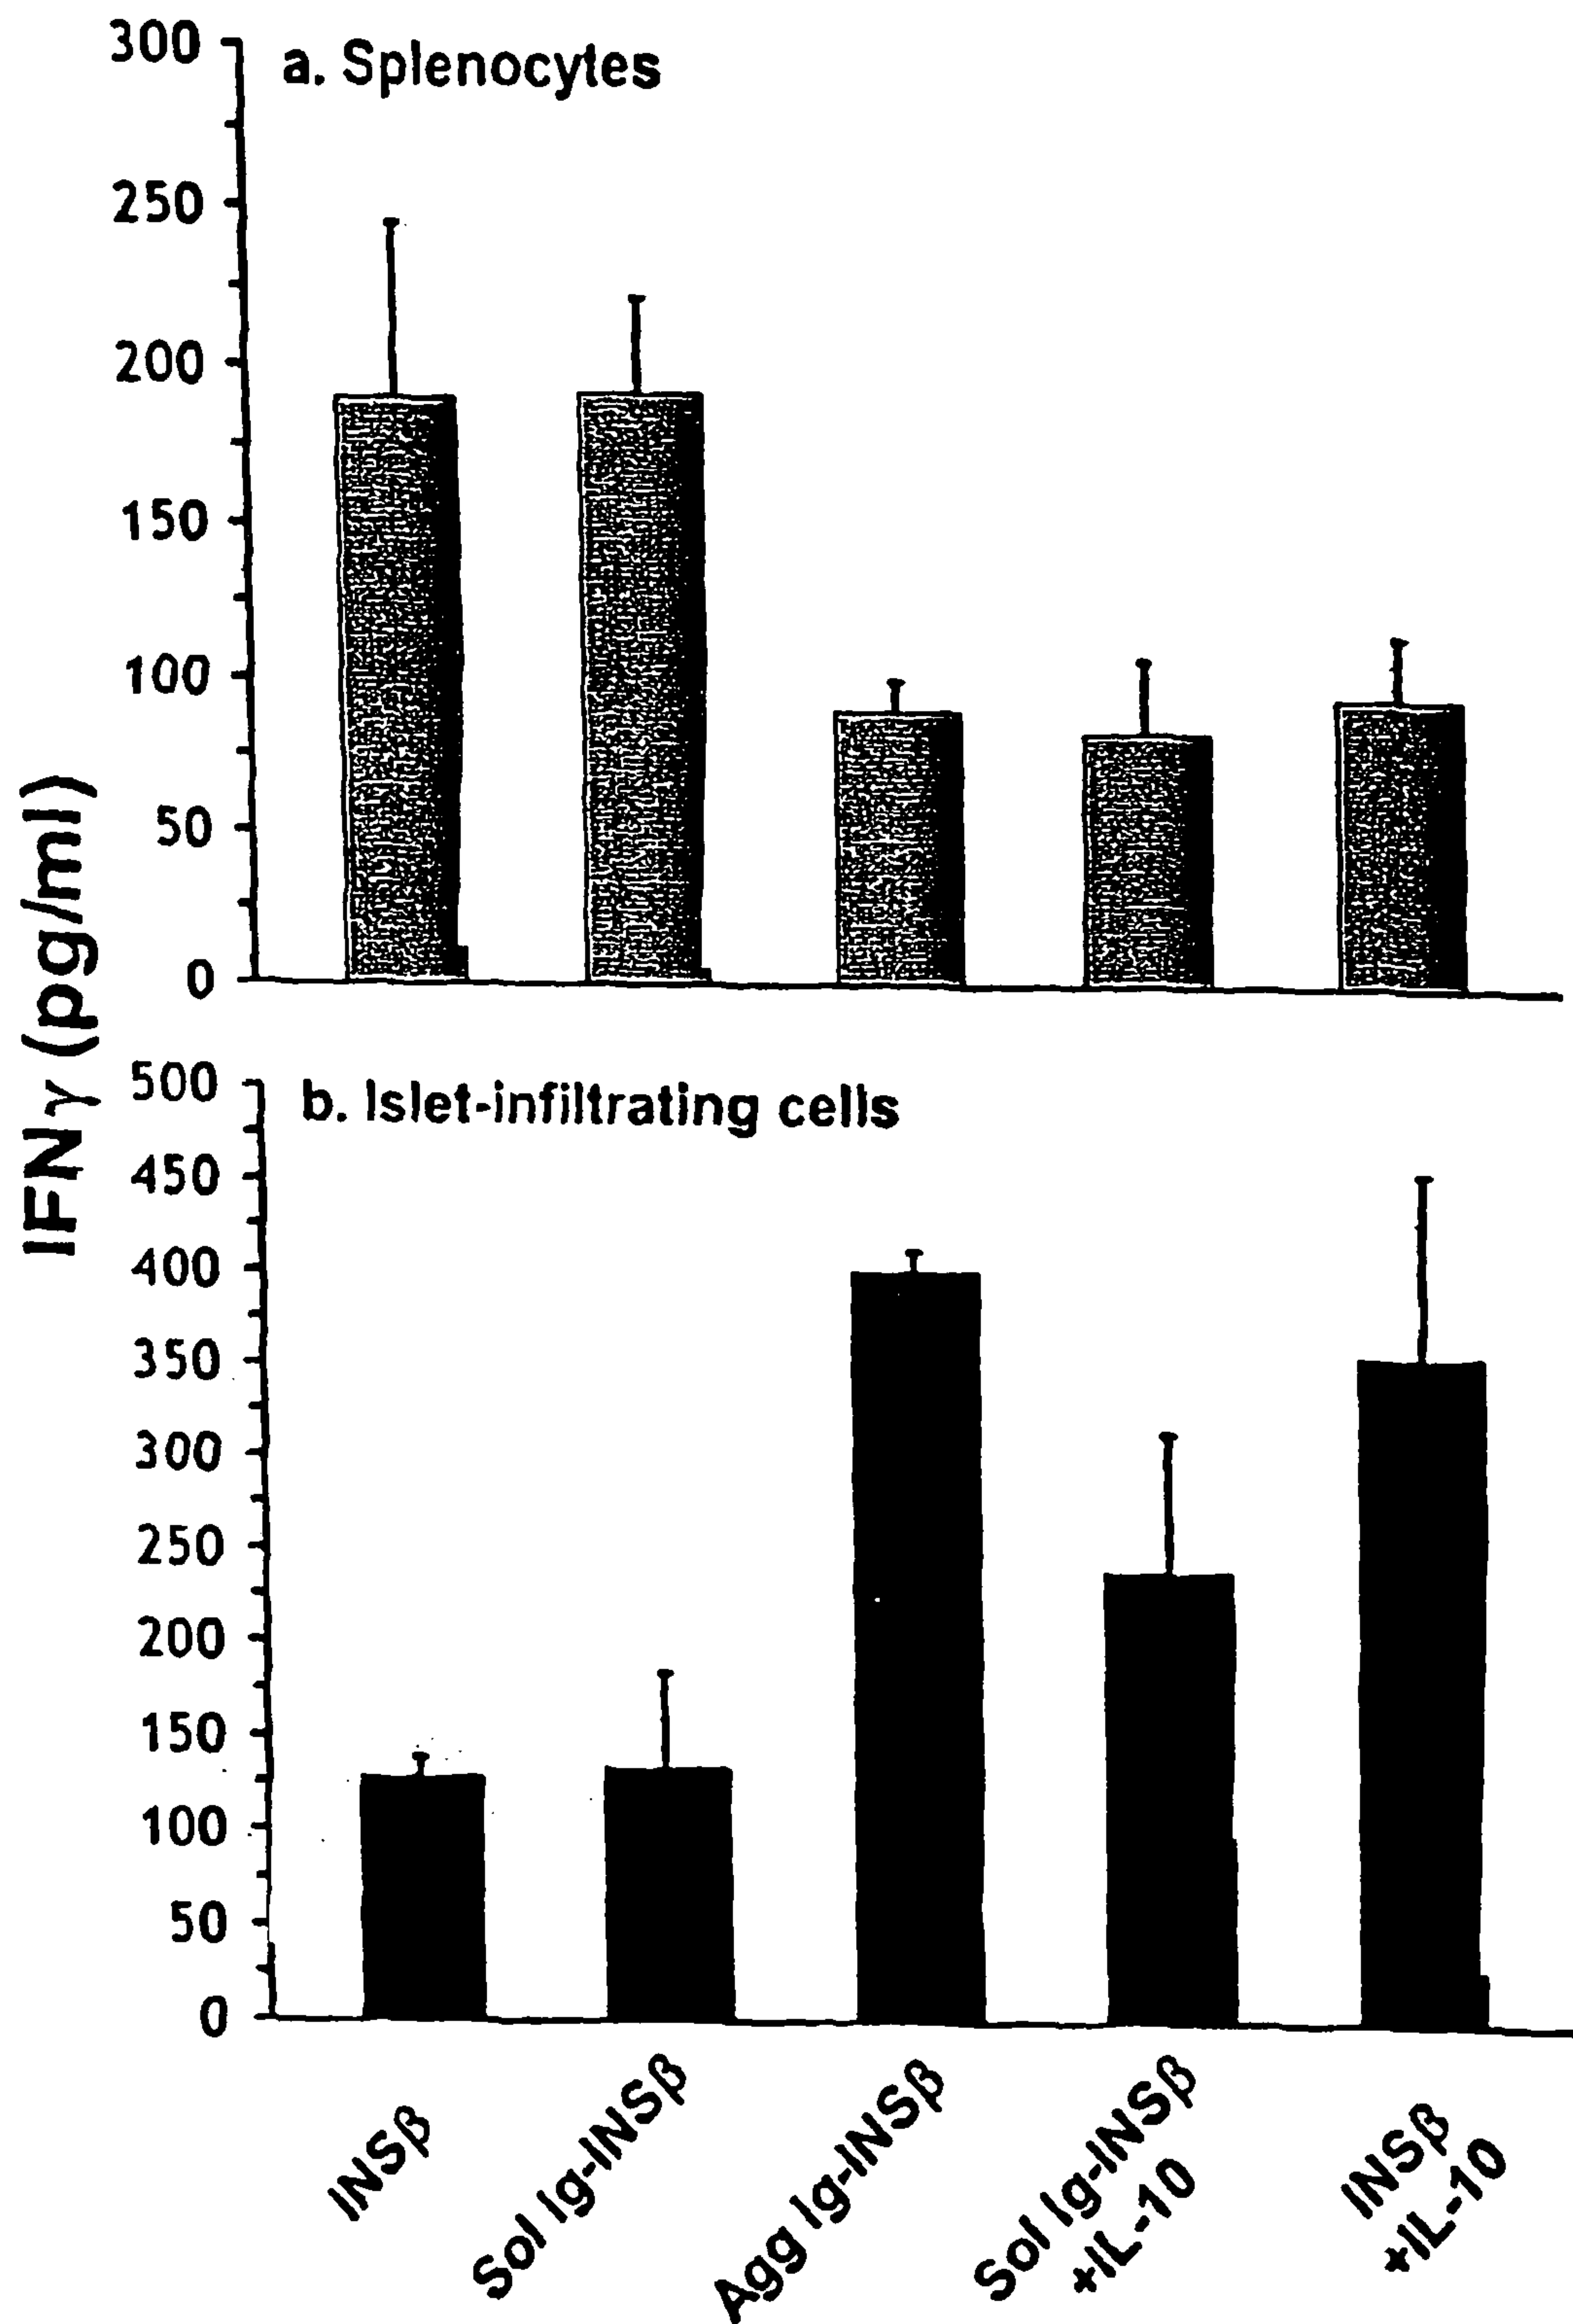 IFNγ (pg/ml)
a. Splenocytes
300
250
200
150
100
50
0
b. Islet-infiltrating cells
500
450
400
350
300
250
200
150
100
50
0
INSβ
Sol Ig-INSβ
Agg Ig-INSβ
Sol Ig-INSβ
+IL-10
INSβ
+IL-10